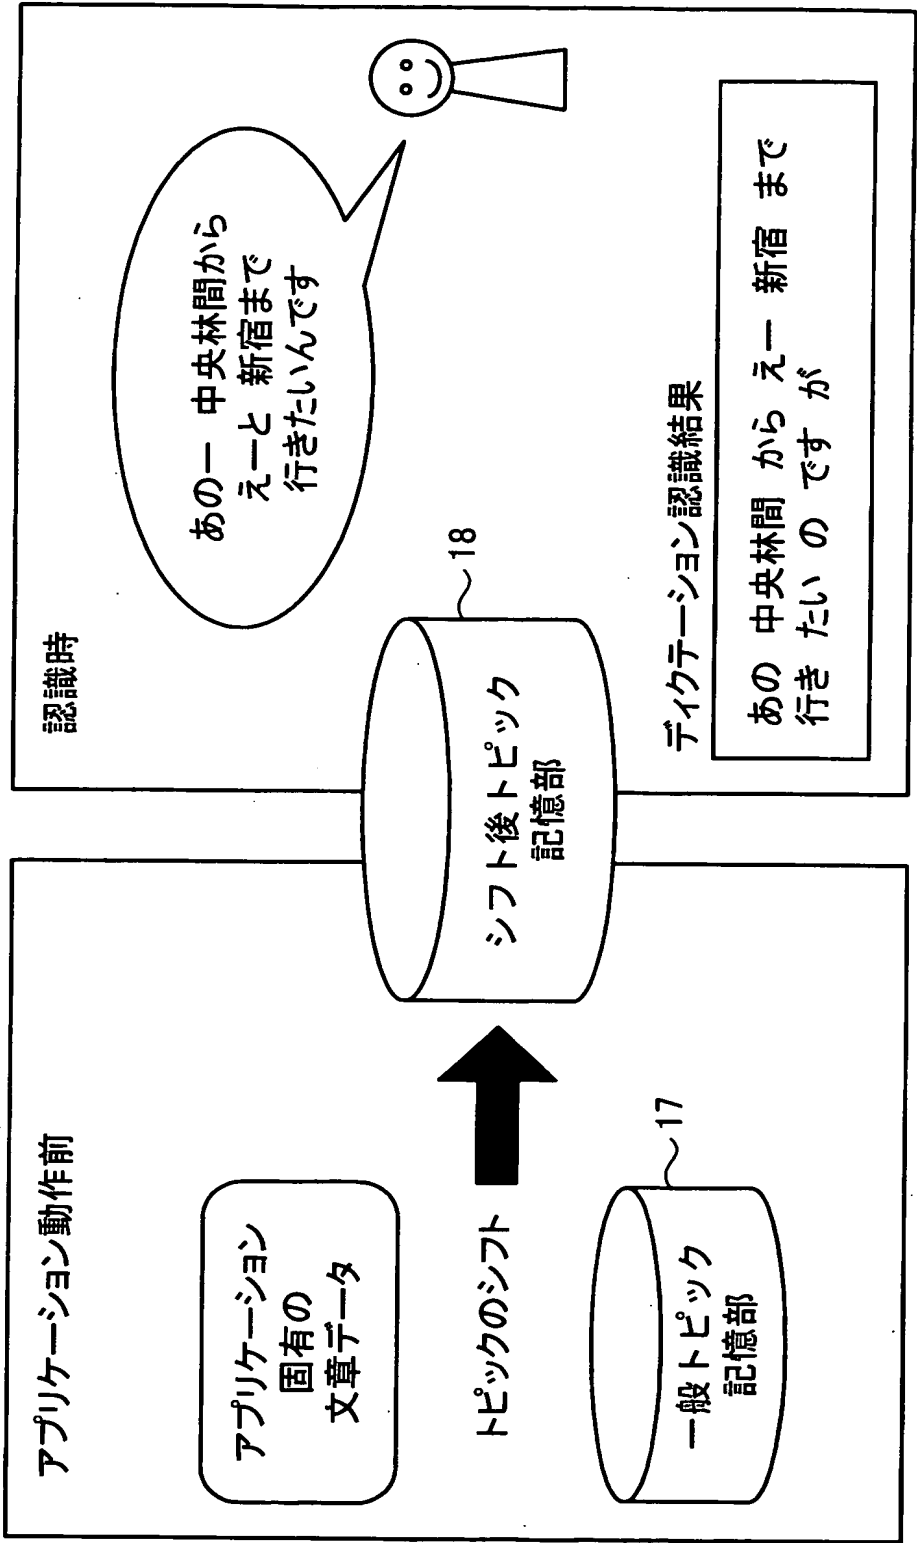 アプリケーション動作前
アプリケーション
固有の
文章データ
トピックのシフト
17
一般トピック
記憶部
18
シフト後トピック
記憶部
認識時
あのー 中央林間から
えーと 新宿まで
行きたいんです
ディクテーション認識結果
あの 中央林間 から えー 新宿 まで
行き たい の です が